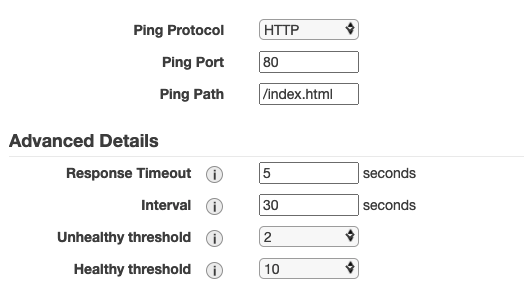 Ping Protocol HTTP
Ping Port 80
Ping Path /index.html
Advanced Details
Response Timeout i 5 seconds
Interval i 30 seconds
Unhealthy threshold i 2
Healthy threshold i 10